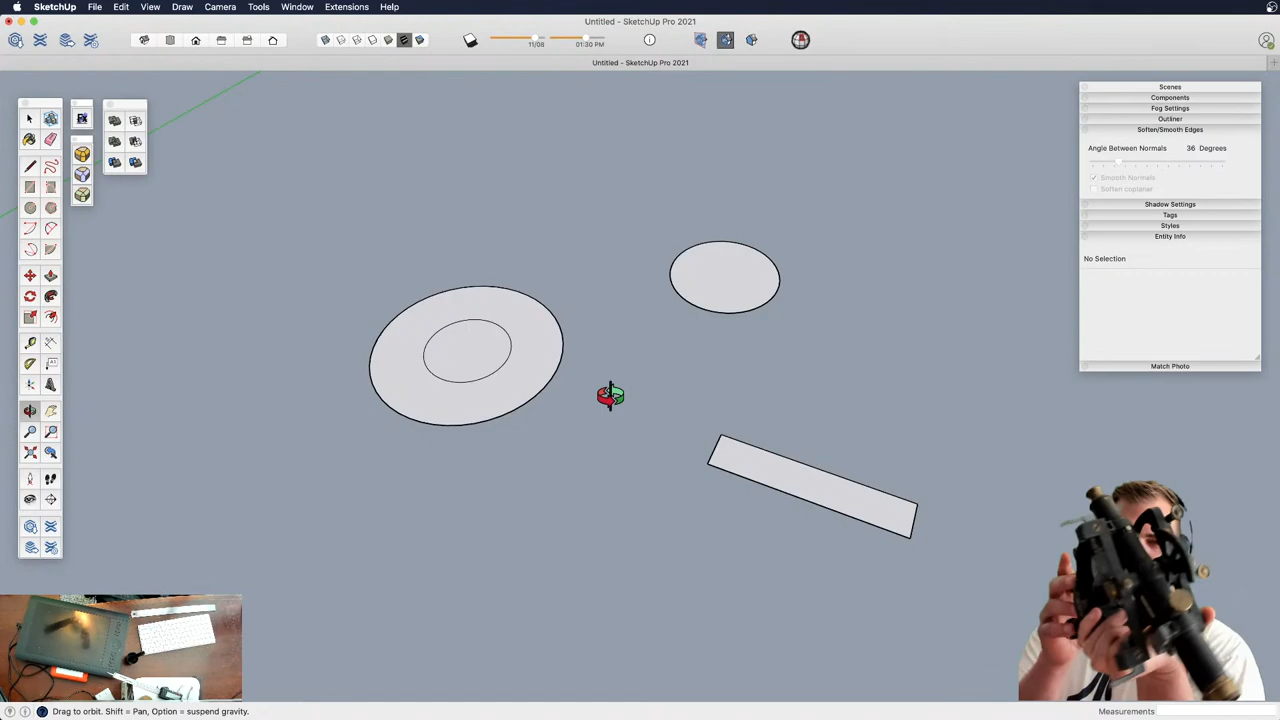 SketchUp File Edit View Draw Camera Tools Window Extensions Help
Untitled - SketchUp Pro 2021
11/08 01:30 PM
Untitled - SketchUp Pro 2021
Scenes
Components
Fog Settings
Outliner
Soften/Smooth Edges
Angle Between Normals 36 Degrees
Smooth Normals
Soften coplanar
Shadow Settings
Tags
Styles
Entity Info
No Selection
Match Photo
Drag to orbit. Shift = Pan, Option = suspend gravity.
Measurements